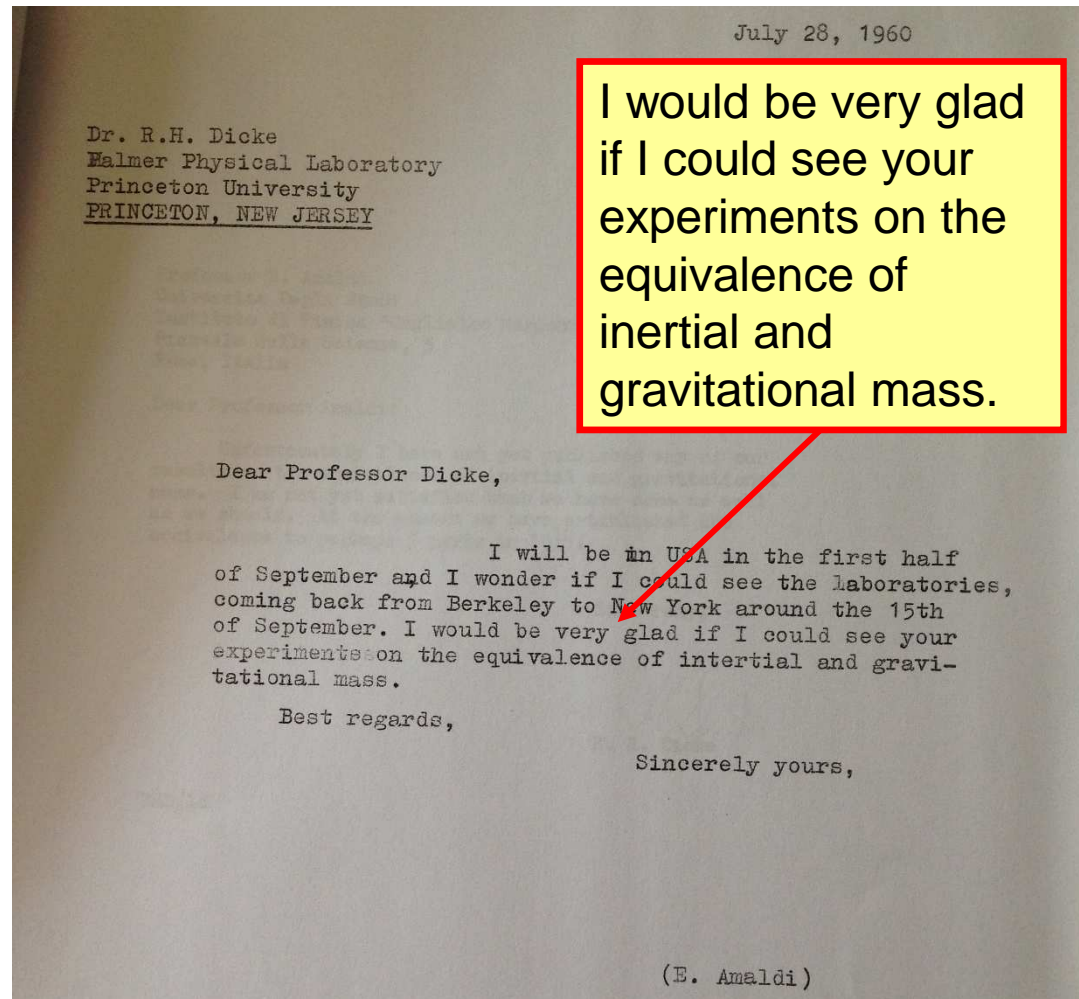 July 28, 1960
I would be very glad
if I could see your
experiments on the
equivalence of
inertial and
gravitational mass.
Dr. R.H. Dicke
Palmer Physical Laboratory
Princeton University
PRINCETON, NEW JERSEY
Dear Professor Dicke,
I will be in USA in the first half
of September and I wonder if I could see the laboratories,
coming back from Berkeley to New York around the 15th
of September. I would be very glad if I could see your
experiments on the equivalence of intertial and gravi-
tational mass.
Best regards,
Sincerely yours,
(E. Amaldi)